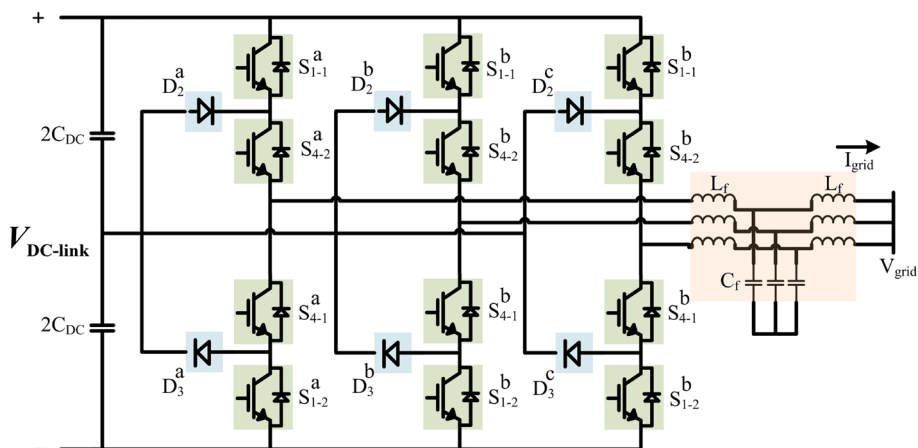 +
S₁₋₁ᵃ
S₁₋₁ᵇ
S₁₋₁ᵇ
D₂ᵃ
D₂ᵇ
D₂ᶜ
2C_DC
S₄₋₂ᵃ
S₄₋₂ᵇ
S₄₋₂ᵇ
I_grid
L_f
L_f
V_DC-link
V_grid
C_f
2C_DC
S₄₋₁ᵃ
S₄₋₁ᵇ
S₄₋₁ᵇ
D₃ᵃ
D₃ᵇ
D₃ᶜ
S₁₋₂ᵃ
S₁₋₂ᵇ
S₁₋₂ᵇ
-